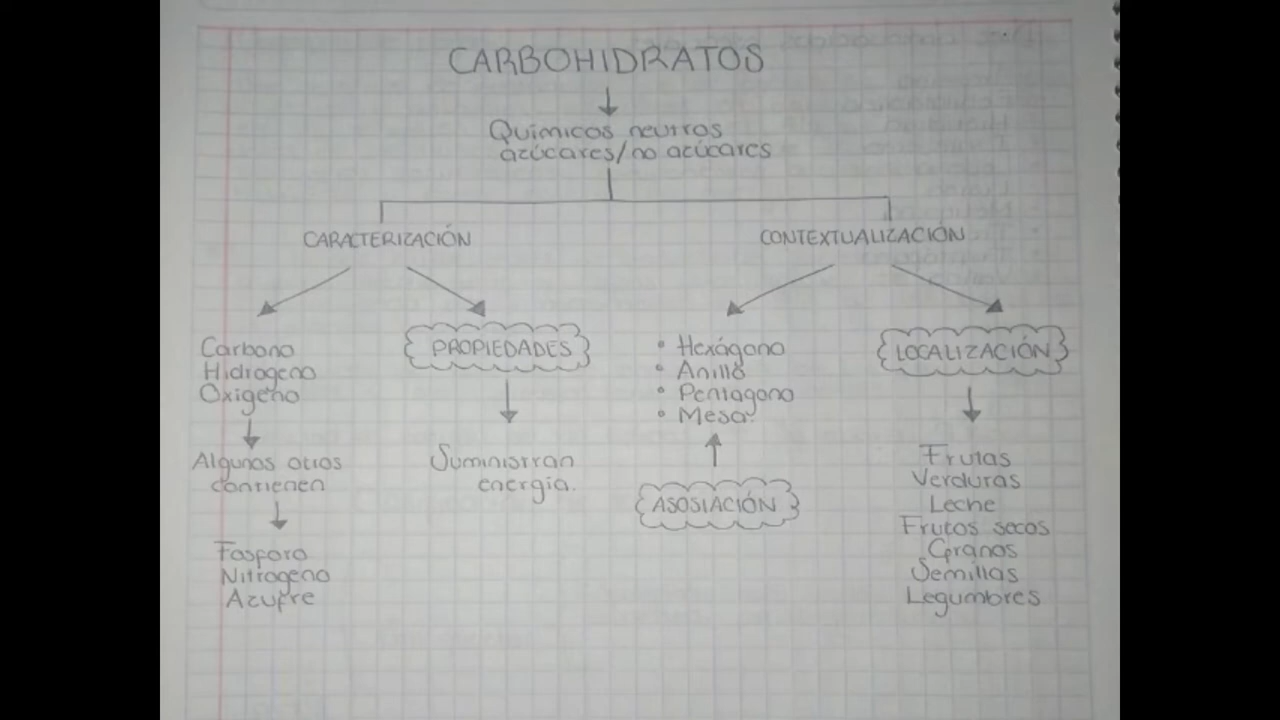 CARBOHIDRATOS
Químicos neutros
azúcares/no azúcares
CARACTERIZACIÓN
CONTEXTUALIZACIÓN
Carbono
Hidrogeno
Oxigeno
Algunos otros
contienen
Fosforo
Nitrogeno
Azufre
PROPIEDADES
Suministran
energía.
• Hexágono
• Anillo
• Pentagono
• Mesa.
ASOSIACIÓN
LOCALIZACIÓN
Frutas
Verduras
Leche
Frutos secos
Granos
Semillas
Legumbres